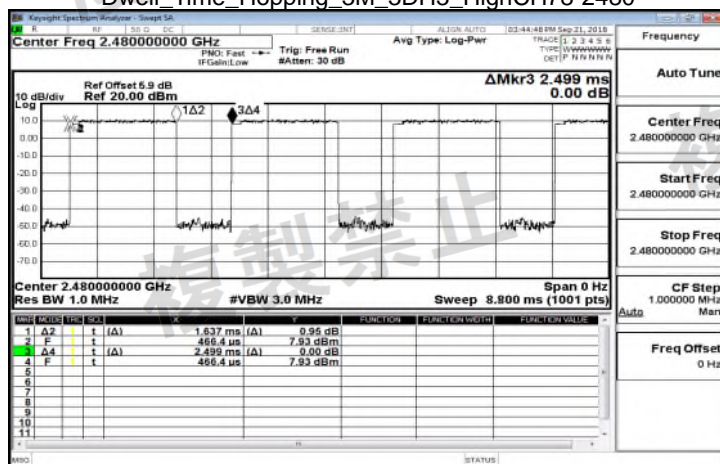 Dwell_Time_Hopping_3M_3DH3_HighCH78-2480
Keysight Spectrum Analyzer - Swept SA
R RF 50 Ω DC SENSE:INT ALIGN AUTO 03:44:48 PM Sep 21, 2018
Center Freq 2.480000000 GHz
PNO: Fast
IFGain:Low
Trig: Free Run
#Atten: 30 dB
Avg Type: Log-Pwr
TRACE 1 2 3 4 5 6
TYPE WWWWWW
DET P N N N N N
Frequency
Ref Offset 5.9 dB
10 dB/div Ref 20.00 dBm
Log
ΔMkr3 2.499 ms
0.00 dB
10.0
0.00
-10.0
-20.0
-30.0
-40.0
-50.0
-60.0
-70.0
1Δ2
3Δ4
Center 2.480000000 GHz Span 0 Hz
Res BW 1.0 MHz #VBW 3.0 MHz Sweep 8.800 ms (1001 pts)
MKR MODE TRC SCL X Y FUNCTION FUNCTION WIDTH FUNCTION VALUE
1 Δ2 t (Δ) 1.637 ms (Δ) 0.95 dB
2 F t 466.4 µs 7.93 dBm
3 Δ4 t (Δ) 2.499 ms (Δ) 0.00 dB
4 F t 466.4 µs 7.93 dBm
5
6
7
8
9
10
11
MSG STATUS
Auto Tune
Center Freq
2.480000000 GHz
Start Freq
2.480000000 GHz
Stop Freq
2.480000000 GHz
CF Step
1.000000 MHz
Auto Man
Freq Offset
0 Hz
複製禁止